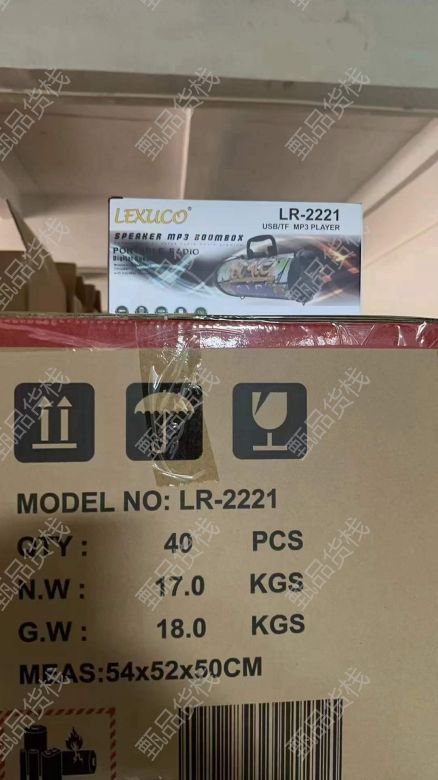 LEXUCO®
LR-2221
USB/TF MP3 PLAYER
SPEAKER MP3 BOOMBOX
PORTABLE RADiO
MODEL NO: LR-2221
QTY : 40 PCS
N.W : 17.0 KGS
G.W : 18.0 KGS
MEAS:54x52x50CM
甄品货栈